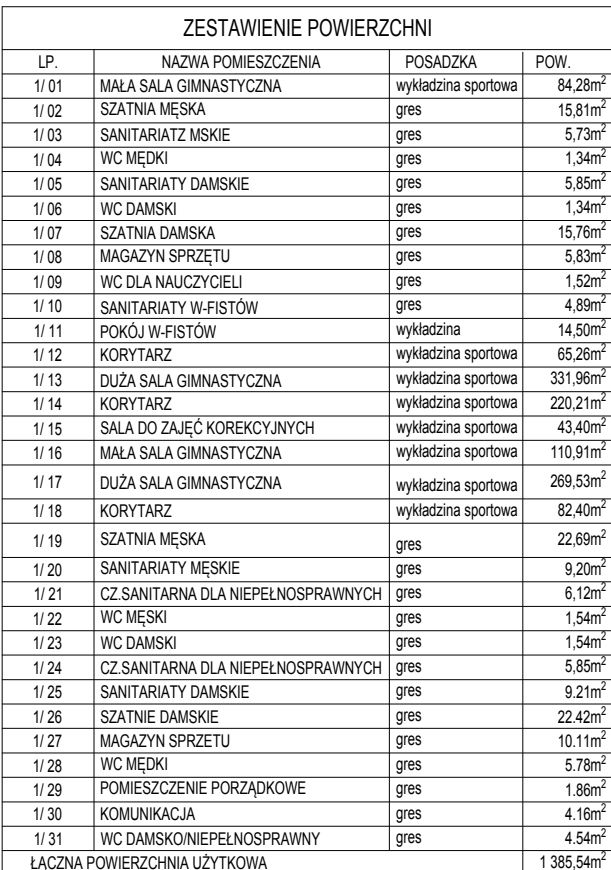 ZESTAWIENIE POWIERZCHNI
LP. NAZWA POMIESZCZENIA POSADZKA POW.
1/ 01 MAŁA SALA GIMNASTYCZNA wykładzina sportowa 84,28m²
1/ 02 SZATNIA MĘSKA gres 15,81m²
1/ 03 SANITARIATZ MSKIE gres 5,73m²
1/ 04 WC MĘDKI gres 1,34m²
1/ 05 SANITARIATY DAMSKIE gres 5,85m²
1/ 06 WC DAMSKI gres 1,34m²
1/ 07 SZATNIA DAMSKA gres 15,76m²
1/ 08 MAGAZYN SPRZĘTU gres 5,83m²
1/ 09 WC DLA NAUCZYCIELI gres 1,52m²
1/ 10 SANITARIATY W-FISTÓW gres 4,89m²
1/ 11 POKÓJ W-FISTÓW wykładzina 14,50m²
1/ 12 KORYTARZ wykładzina sportowa 65,26m²
1/ 13 DUŻA SALA GIMNASTYCZNA wykładzina sportowa 331,96m²
1/ 14 KORYTARZ wykładzina sportowa 220,21m²
1/ 15 SALA DO ZAJĘĆ KOREKCYJNYCH wykładzina sportowa 43,40m²
1/ 16 MAŁA SALA GIMNASTYCZNA wykładzina sportowa 110,91m²
1/ 17 DUŻA SALA GIMNASTYCZNA wykładzina sportowa 269,53m²
1/ 18 KORYTARZ wykładzina sportowa 82,40m²
1/ 19 SZATNIA MĘSKA gres 22,69m²
1/ 20 SANITARIATY MĘSKIE gres 9,20m²
1/ 21 CZ.SANITARNA DLA NIEPEŁNOSPRAWNYCH gres 6,12m²
1/ 22 WC MĘSKI gres 1,54m²
1/ 23 WC DAMSKI gres 1,54m²
1/ 24 CZ.SANITARNA DLA NIEPEŁNOSPRAWNYCH gres 5,85m²
1/ 25 SANITARIATY DAMSKIE gres 9.21m²
1/ 26 SZATNIE DAMSKIE gres 22.42m²
1/ 27 MAGAZYN SPRZETU gres 10.11m²
1/ 28 WC MĘDKI gres 5.78m²
1/ 29 POMIESZCZENIE PORZĄDKOWE gres 1.86m²
1/ 30 KOMUNIKACJA gres 4.16m²
1/ 31 WC DAMSKO/NIEPEŁNOSPRAWNY gres 4.54m²
ŁĄCZNA POWIERZCHNIA UŻYTKOWA 1 385,54m²